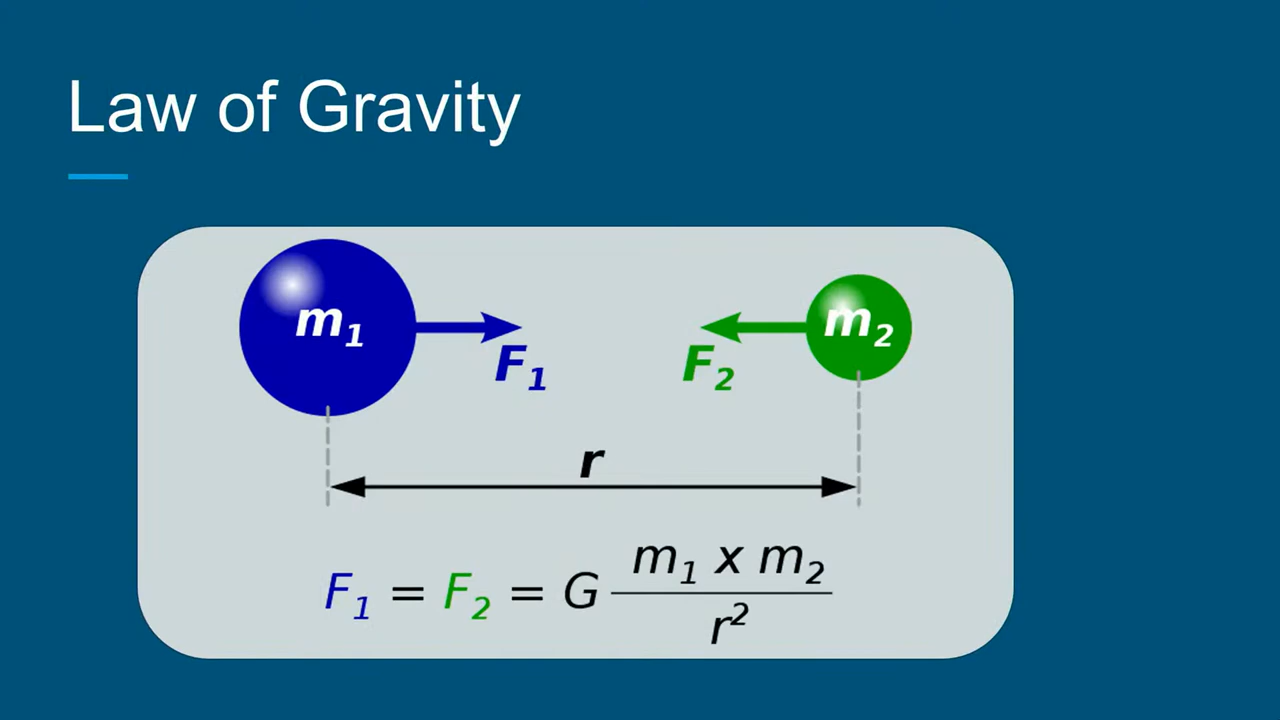 Law of Gravity
m₁ m₂
F₁ F₂
r
F₁ = F₂ = G m₁ x m₂
r²